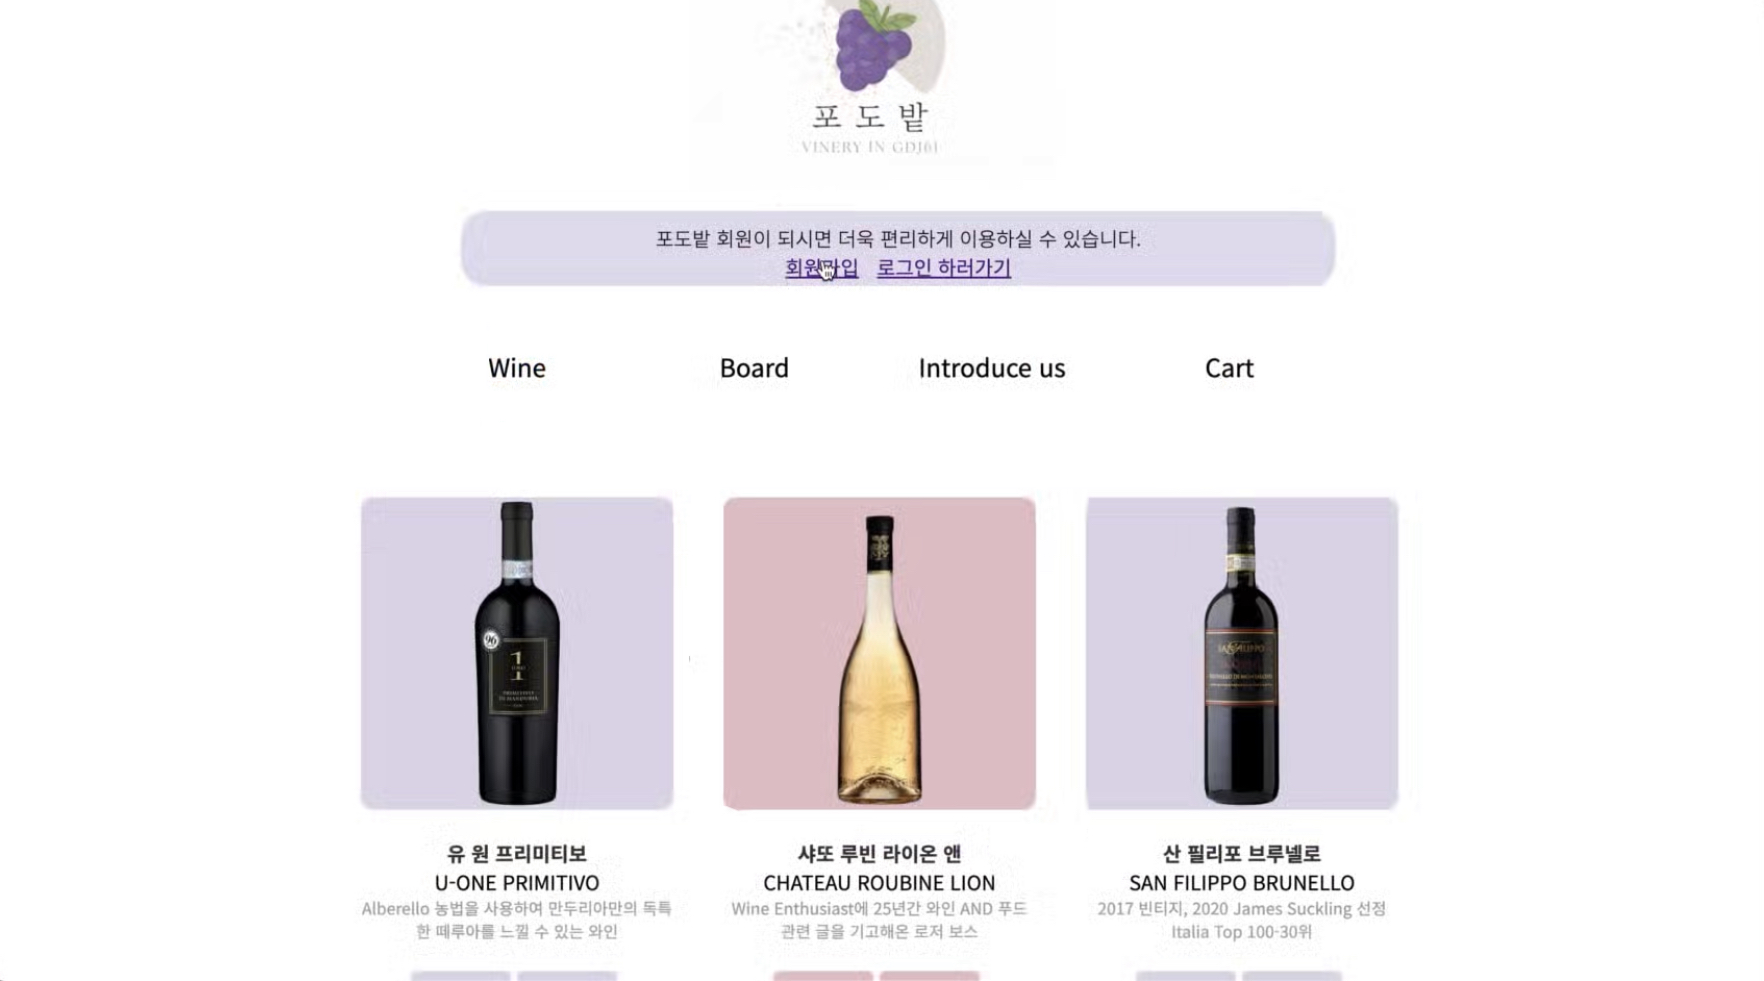 포도밭
VINERY IN GDJ61
포도밭 회원이 되시면 더욱 편리하게 이용하실 수 있습니다.
회원가입 로그인 하러가기
Wine Board Introduce us Cart
96
1
SAN FILIPPO
유 원 프리미티보
U-ONE PRIMITIVO
Alberello 농법을 사용하여 만두리아만의 독특
한 떼루아를 느낄 수 있는 와인
샤또 루빈 라이온 앤
CHATEAU ROUBINE LION
Wine Enthusiast에 25년간 와인 AND 푸드
관련 글을 기고해온 로저 보스
산 필리포 브루넬로
SAN FILIPPO BRUNELLO
2017 빈티지, 2020 James Suckling 선정
Italia Top 100-30위